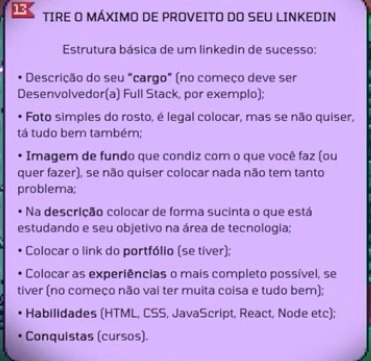 13
TIRE O MÁXIMO DE PROVEITO DO SEU LINKEDIN
Estrutura básica de um linkedin de sucesso:
• Descrição do seu "cargo" (no começo deve ser
Desenvolvedor(a) Full Stack, por exemplo);
• Foto simples do rosto, é legal colocar, mas se não quiser,
tá tudo bem também;
• Imagem de fundo que condiz com o que você faz (ou
quer fazer), se não quiser colocar nada não tem tanto
problema;
• Na descrição colocar de forma sucinta o que está
estudando e seu objetivo na área de tecnologia;
• Colocar o link do portfólio (se tiver);
• Colocar as experiências o mais completo possível, se
tiver (no começo não vai ter muita coisa e tudo bem);
• Habilidades (HTML, CSS, JavaScript, React, Node etc);
• Conquistas (cursos).